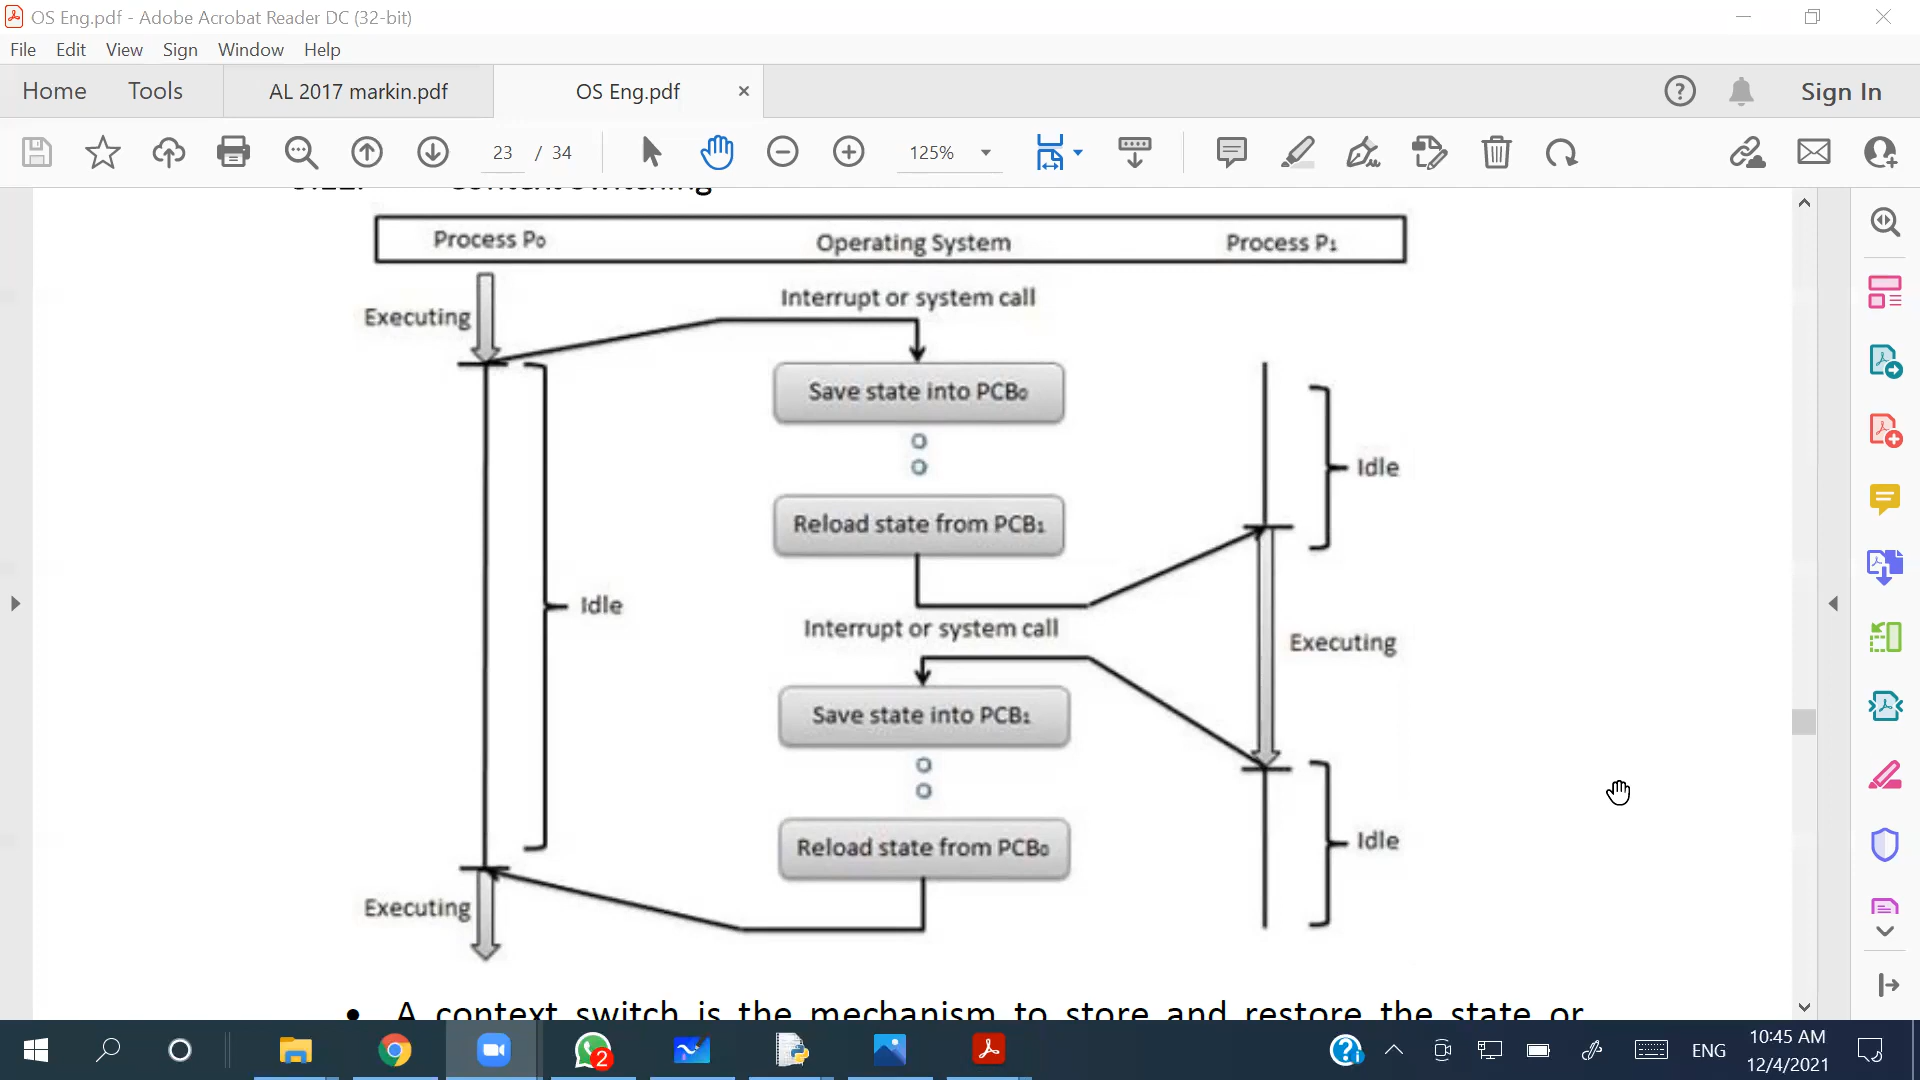 OS Eng.pdf - Adobe Acrobat Reader DC (32-bit)
File Edit View Sign Window Help
Home Tools AL 2017 markin.pdf OS Eng.pdf × Sign In
23 / 34 125%
Context Switching
Process P₀ Operating System Process P₁
Interrupt or system call
Executing
Save state into PCB₀
Idle
Reload state from PCB₁
Idle
Interrupt or system call
Executing
Save state into PCB₁
Idle
Reload state from PCB₀
Executing
• A context switch is the mechanism to store and restore the state or
2
ENG
10:45 AM
12/4/2021